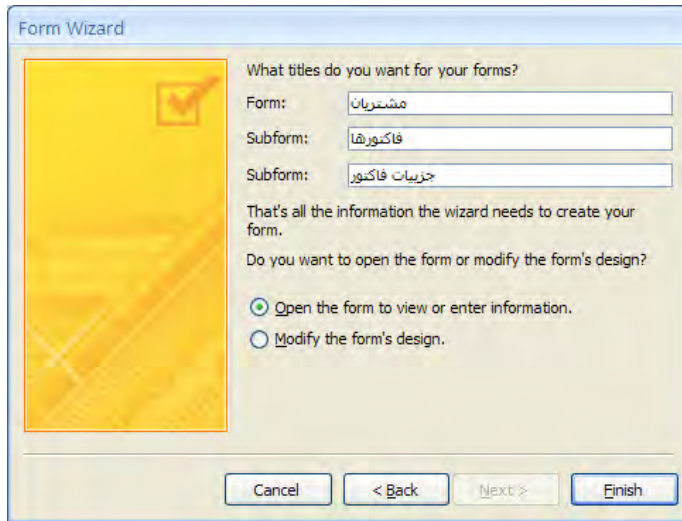 Form Wizard
What titles do you want for your forms?
Form: مشتریان
Subform: فاکتورها
Subform: جزییات فاکتور
That's all the information the wizard needs to create your
form.
Do you want to open the form or modify the form's design?
Open the form to view or enter information.
Modify the form's design.
Cancel < Back Next > Finish